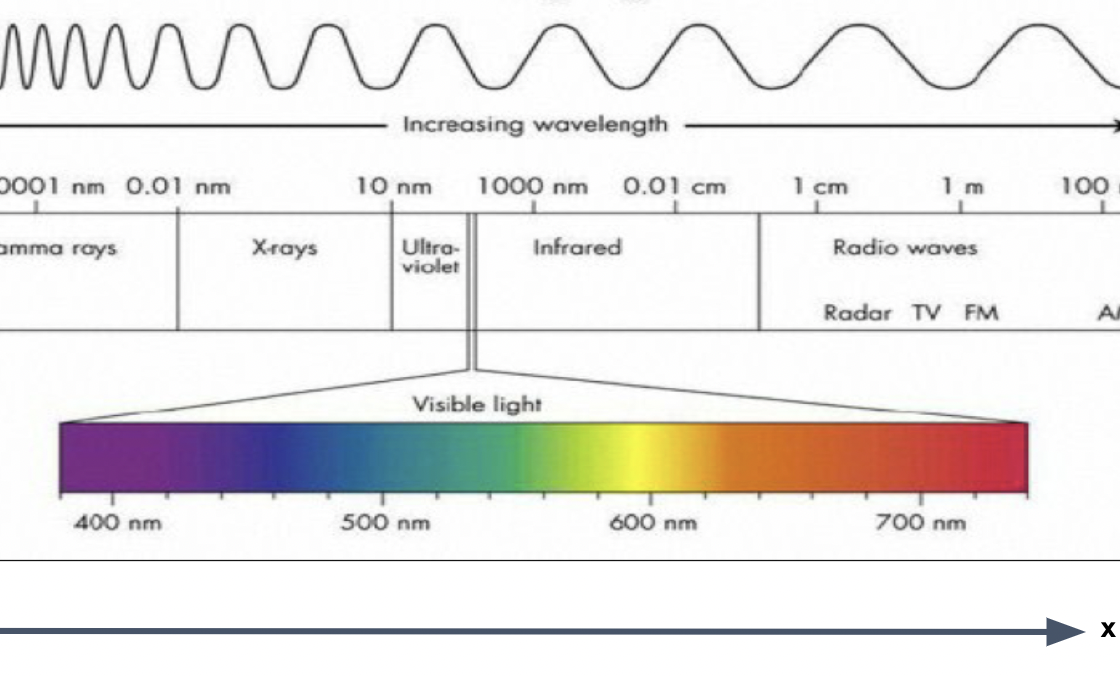 Increasing wavelength
0001 nm 0.01 nm 10 nm 1000 nm 0.01 cm 1 cm 1 m 100
amma rays X-rays Ultra-violet Infrared Radio waves
Radar TV FM A
Visible light
400 nm 500 nm 600 nm 700 nm
x